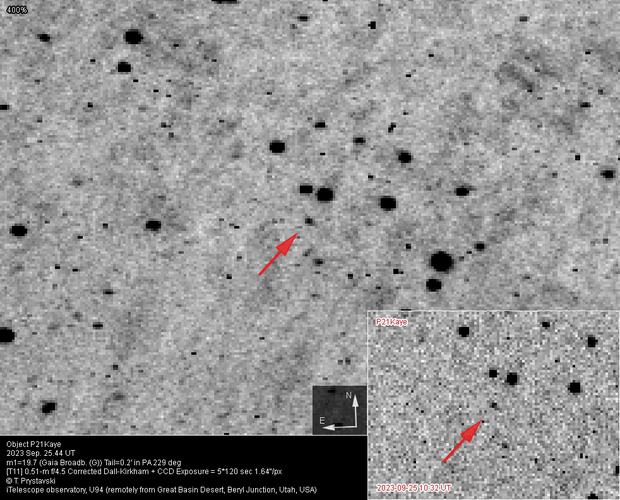 400%
N
E
P21Kaye
2023-09-25 10:32 UT
Object P21Kaye
2023 Sep. 25.44 UT
m1=19.7 (Gaia Broadb. (G)) Tail=0.2' in PA 229 deg
[T11] 0.51-m f/4.5 Corrected Dall-Kirkham + CCD Exposure = 5*120 sec 1.64"/px
© T. Prystavski
iTelescope observatory, U94 (remotely from Great Basin Desert, Beryl Junction, Utah, USA)